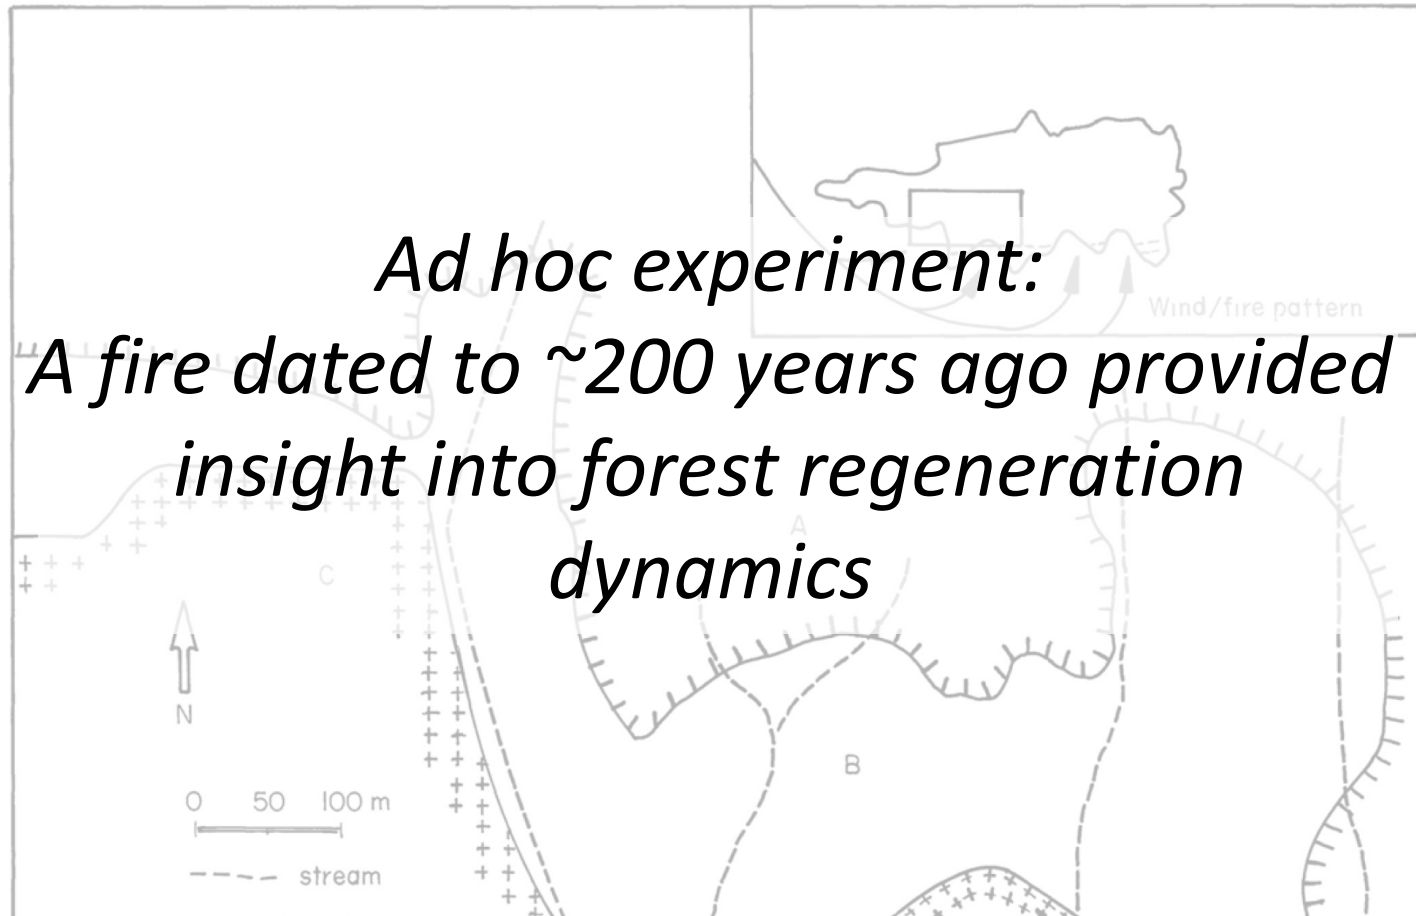 Wind/fire pattern
Ad hoc experiment:
A fire dated to ~200 years ago provided
insight into forest regeneration
dynamics
A
C
N
B
0 50 100 m
stream